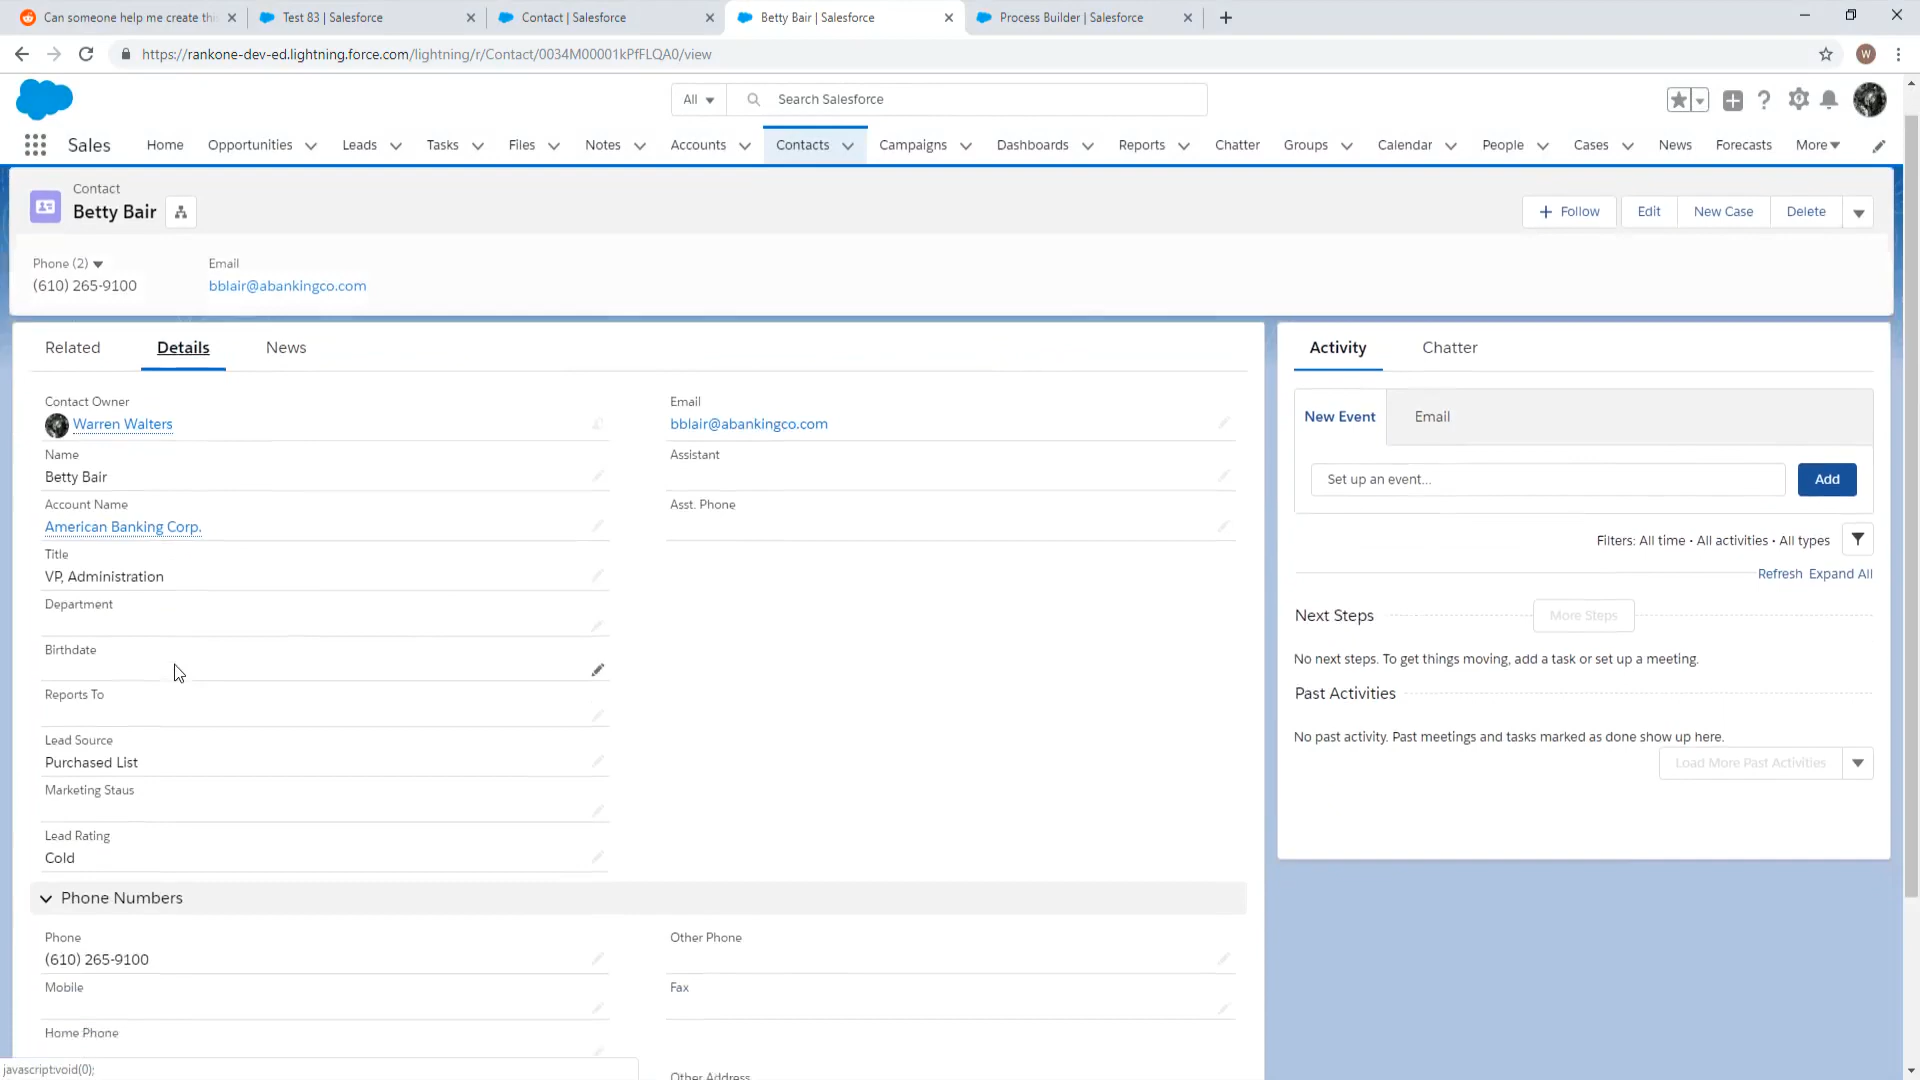 Can someone help me create thi
Test 83 | Salesforce
Contact | Salesforce
Betty Bair | Salesforce
Process Builder | Salesforce
https://rankone-dev-ed.lightning.force.com/lightning/r/Contact/0034M00001kPfFLQA0/view
W
All
Search Salesforce
Sales
Home
Opportunities
Leads
Tasks
Files
Notes
Accounts
Contacts
Campaigns
Dashboards
Reports
Chatter
Groups
Calendar
People
Cases
News
Forecasts
More
Contact
Betty Bair
+ Follow
Edit
New Case
Delete
Phone (2)
Email
(610) 265-9100
bblair@abankingco.com
Related
Details
News
Contact Owner
Warren Walters
Name
Betty Bair
Account Name
American Banking Corp.
Title
VP, Administration
Department
Birthdate
Reports To
Lead Source
Purchased List
Marketing Staus
Lead Rating
Cold
Email
bblair@abankingco.com
Assistant
Asst. Phone
Phone Numbers
Phone
(610) 265-9100
Mobile
Home Phone
Other Phone
Fax
Other Address
Activity
Chatter
New Event
Email
Set up an event...
Add
Filters: All time • All activities • All types
Refresh
Expand All
Next Steps
More Steps
No next steps. To get things moving, add a task or set up a meeting.
Past Activities
No past activity. Past meetings and tasks marked as done show up here.
Load More Past Activities
javascript:void(0);